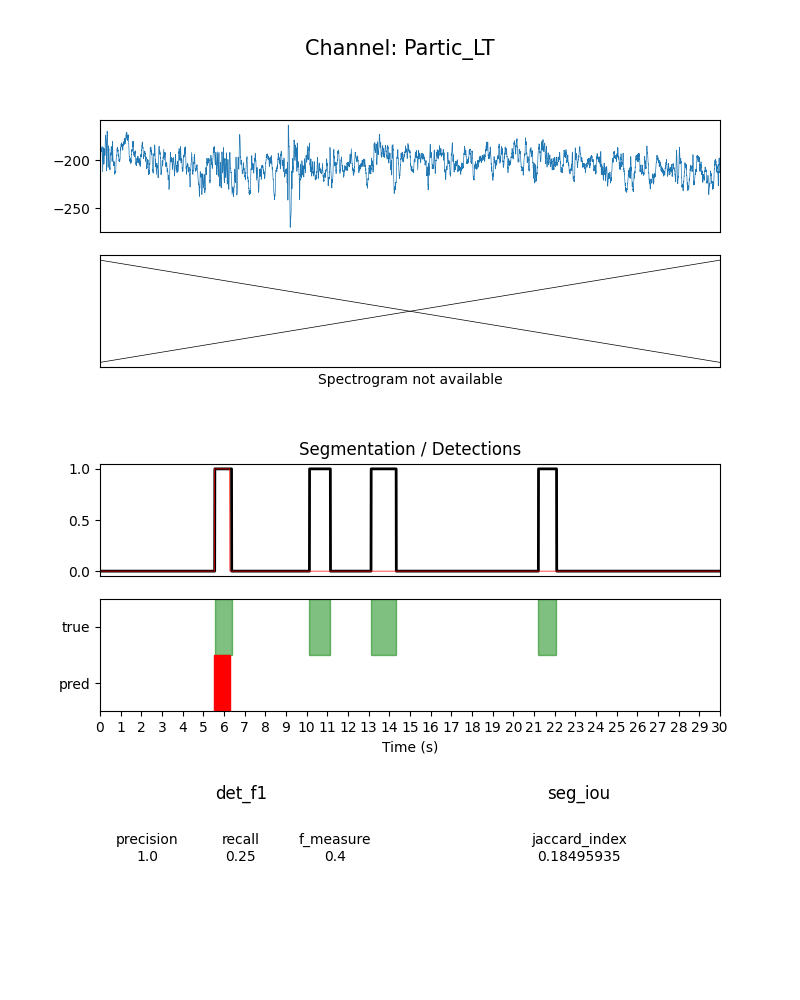 Channel: Partic_LT
−200
−250
Spectrogram not available
Segmentation / Detections
1.0
0.5
0.0
true
pred
0 1 2 3 4 5 6 7 8 9 10 11 12 13 14 15 16 17 18 19 20 21 22 23 24 25 26 27 28 29 30
Time (s)
det_f1 seg_iou
precision recall f_measure jaccard_index
1.0 0.25 0.4 0.18495935